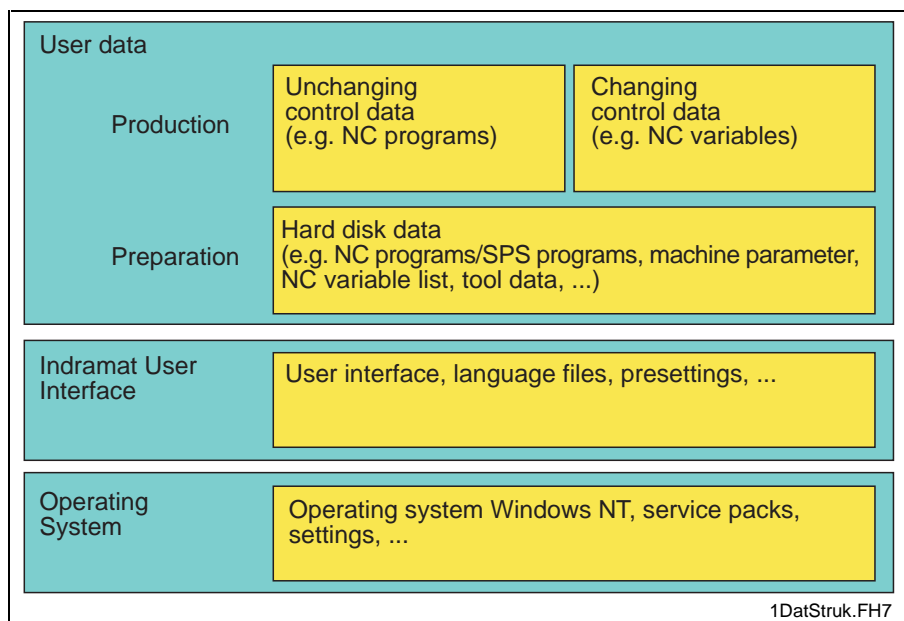 User data
Production
Unchanging
control data
(e.g. NC programs)
Changing
control data
(e.g. NC variables)
Preparation
Hard disk data
(e.g. NC programs/SPS programs, machine parameter,
NC variable list, tool data, ...)
Indramat User
Interface
User interface, language files, presettings, ...
Operating
System
Operating system Windows NT, service packs,
settings, ...
1DatStruk.FH7